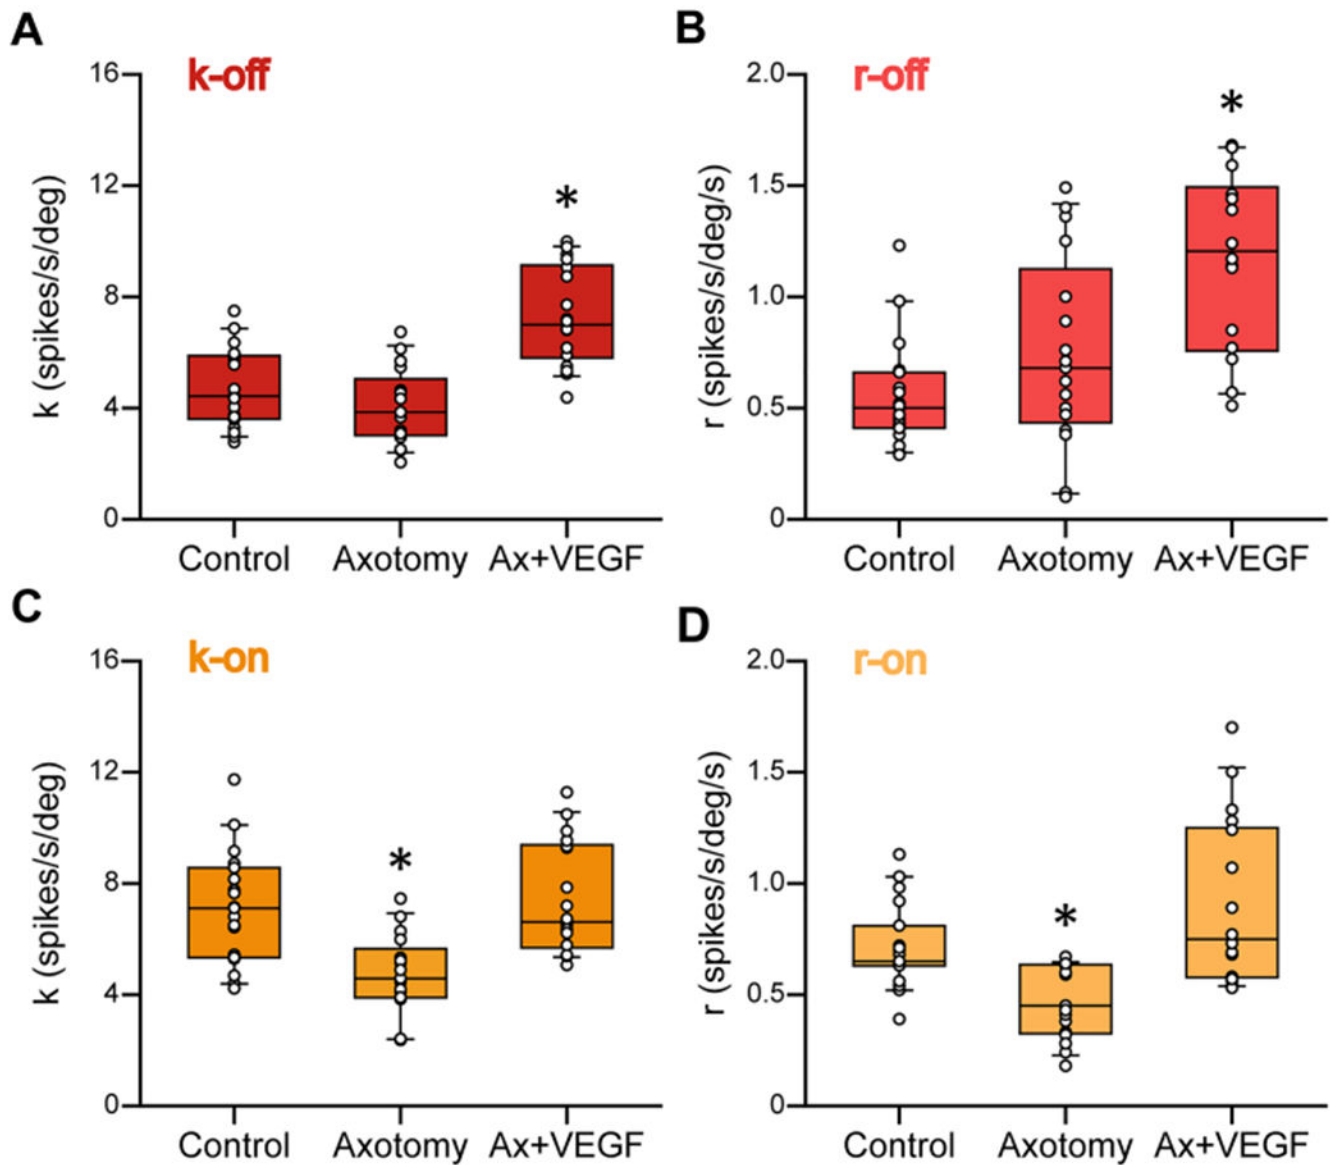 A
k-off
16
12
8
4
0
k (spikes/s/deg)
*
Control Axotomy Ax+VEGF
B
r-off
2.0
1.5
1.0
0.5
0
r (spikes/s/deg/s)
*
Control Axotomy Ax+VEGF
C
k-on
16
12
8
4
0
k (spikes/s/deg)
*
Control Axotomy Ax+VEGF
D
r-on
2.0
1.5
1.0
0.5
0
r (spikes/s/deg/s)
*
Control Axotomy Ax+VEGF